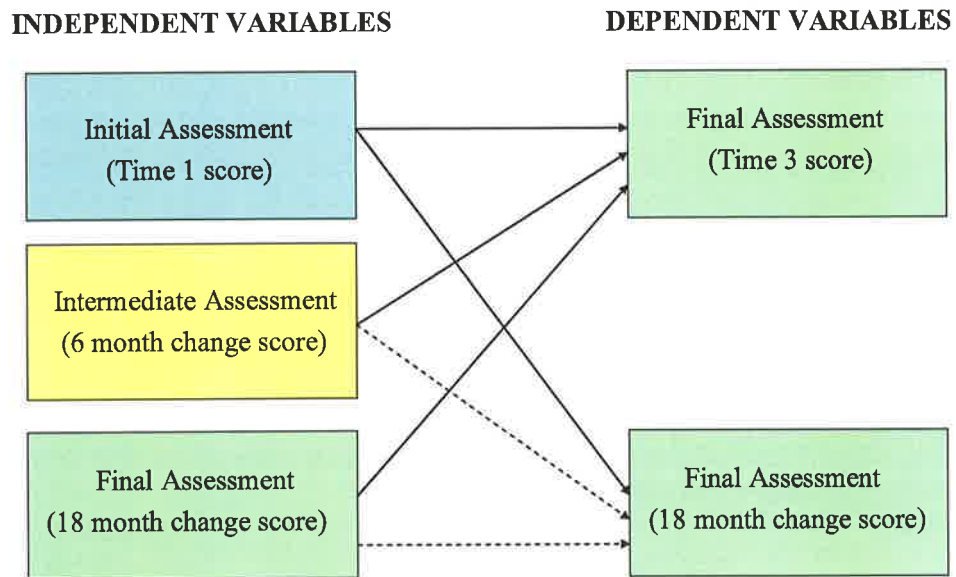 INDEPENDENT VARIABLES
DEPENDENT VARIABLES
Initial Assessment
(Time 1 score)
Final Assessment
(Time 3 score)
Intermediate Assessment
(6 month change score)
Final Assessment
(18 month change score)
Final Assessment
(18 month change score)